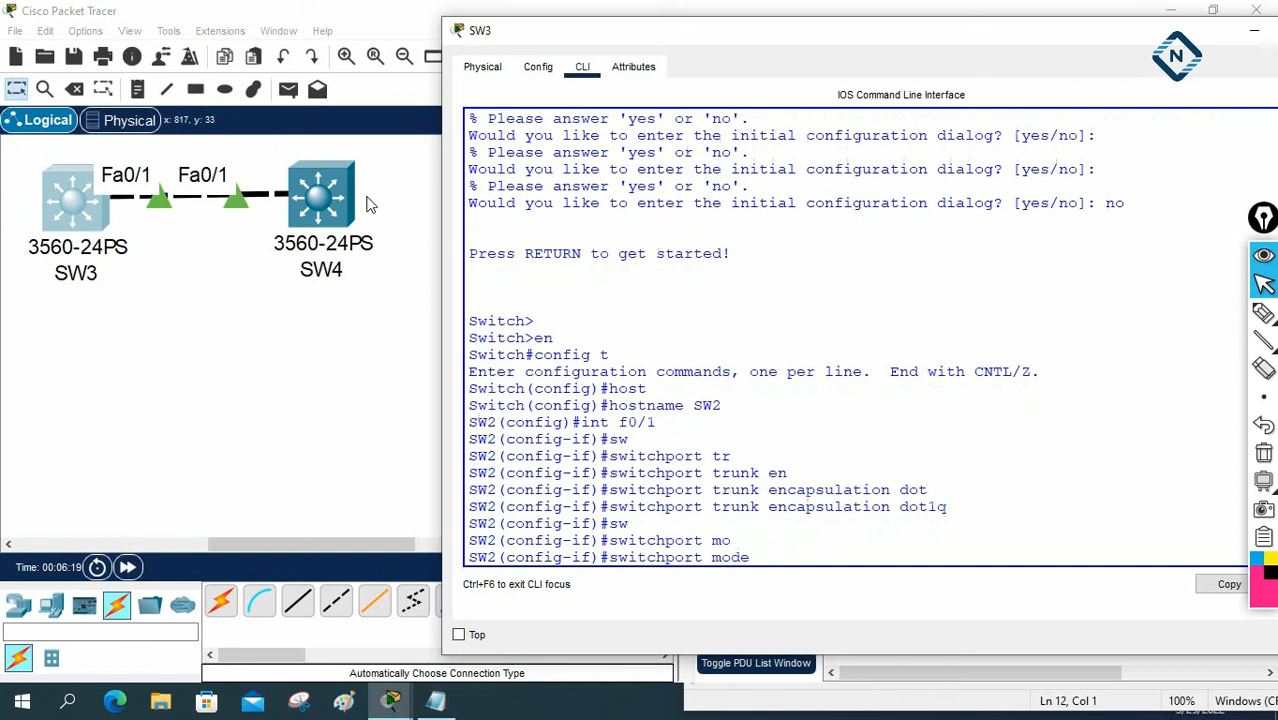 Cisco Packet Tracer
File Edit Options View Tools Extensions Window Help
Logical Physical x: 817, y: 33
Fa0/1 Fa0/1
3560-24PS
SW3
3560-24PS
SW4
Time: 00:06:19
Automatically Choose Connection Type
SW3
Physical Config CLI Attributes
IOS Command Line Interface
% Please answer 'yes' or 'no'.
Would you like to enter the initial configuration dialog? [yes/no]:
% Please answer 'yes' or 'no'.
Would you like to enter the initial configuration dialog? [yes/no]:
% Please answer 'yes' or 'no'.
Would you like to enter the initial configuration dialog? [yes/no]: no
Press RETURN to get started!
Switch>
Switch>en
Switch#config t
Enter configuration commands, one per line. End with CNTL/Z.
Switch(config)#host
Switch(config)#hostname SW2
SW2(config)#int f0/1
SW2(config-if)#sw
SW2(config-if)#switchport tr
SW2(config-if)#switchport trunk en
SW2(config-if)#switchport trunk encapsulation dot
SW2(config-if)#switchport trunk encapsulation dot1q
SW2(config-if)#sw
SW2(config-if)#switchport mo
SW2(config-if)#switchport mode
Ctrl+F6 to exit CLI focus
Copy
Top
Toggle PDU List Window
Ln 12, Col 1 100% Windows (CR